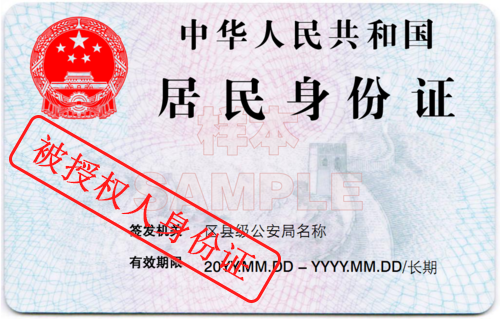 中华人民共和国
居民身份证
样本
SAMPLE
被授权人身份证
签发机关 区县级公安局名称
有效期限 20YY.MM.DD – YYYY.MM.DD/长期